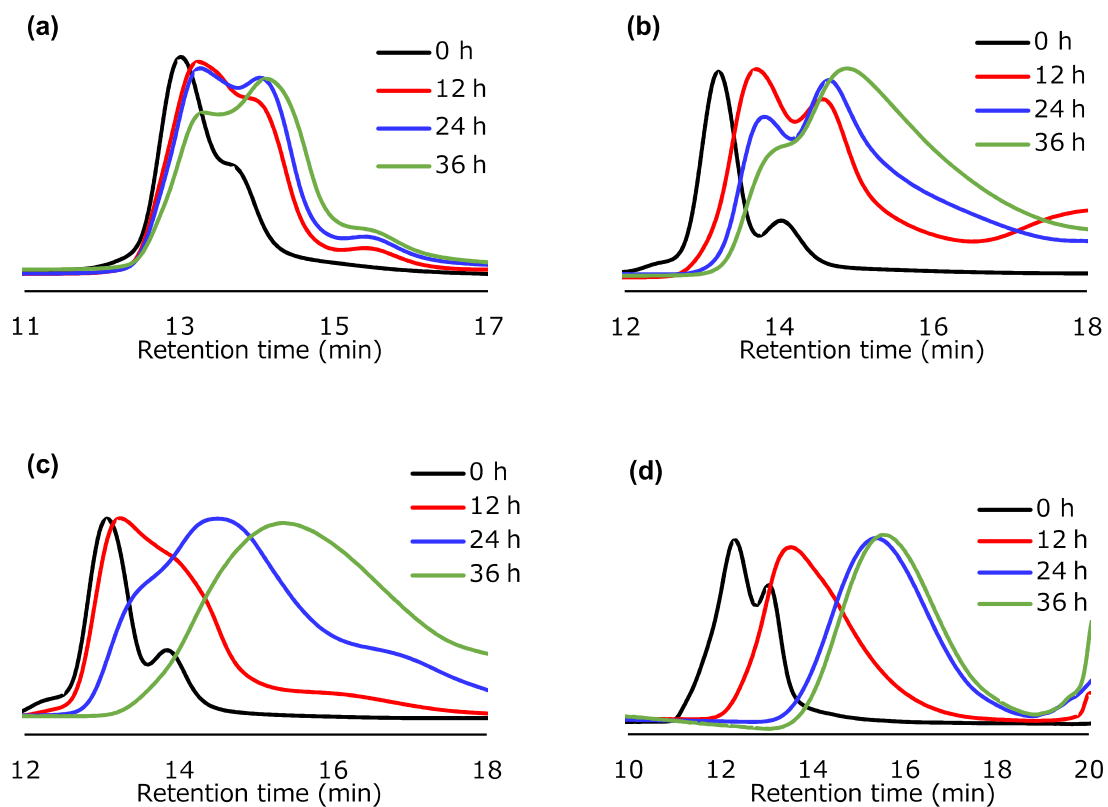 (a)
0 h
12 h
24 h
36 h
11 13 15 17
Retention time (min)
(b)
0 h
12 h
24 h
36 h
12 14 16 18
Retention time (min)
(c)
0 h
12 h
24 h
36 h
12 14 16 18
Retention time (min)
(d)
0 h
12 h
24 h
36 h
10 12 14 16 18 20
Retention time (min)